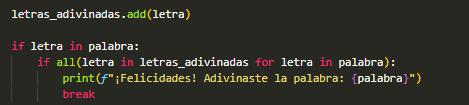 letras_adivinadas.add(letra)
if letra in palabra:
if all(letra in letras_adivinadas for letra in palabra):
print(f"¡Felicidades! Adivinaste la palabra: {palabra}")
break